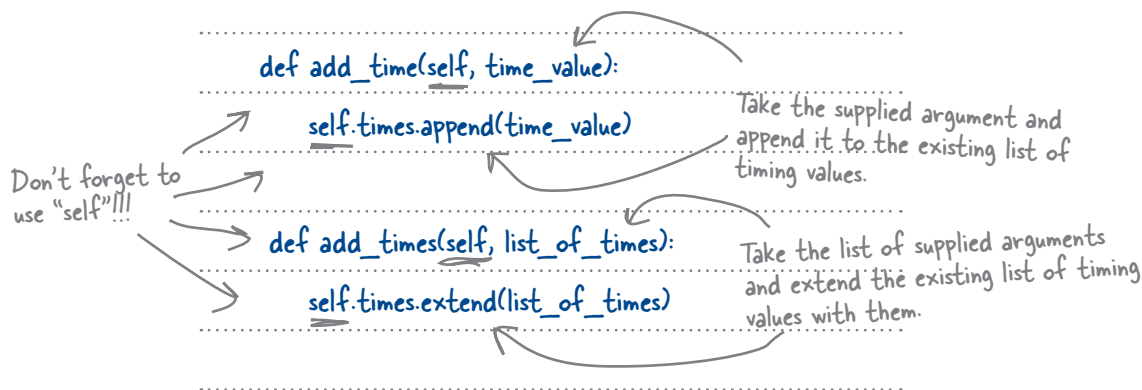 def add_time(self, time_value):
self.times.append(time_value)
Take the supplied argument and
append it to the existing list of
timing values.
Don't forget to
use "self"!!!
def add_times(self, list_of_times):
self.times.extend(list_of_times)
Take the list of supplied arguments
and extend the existing list of timing
values with them.